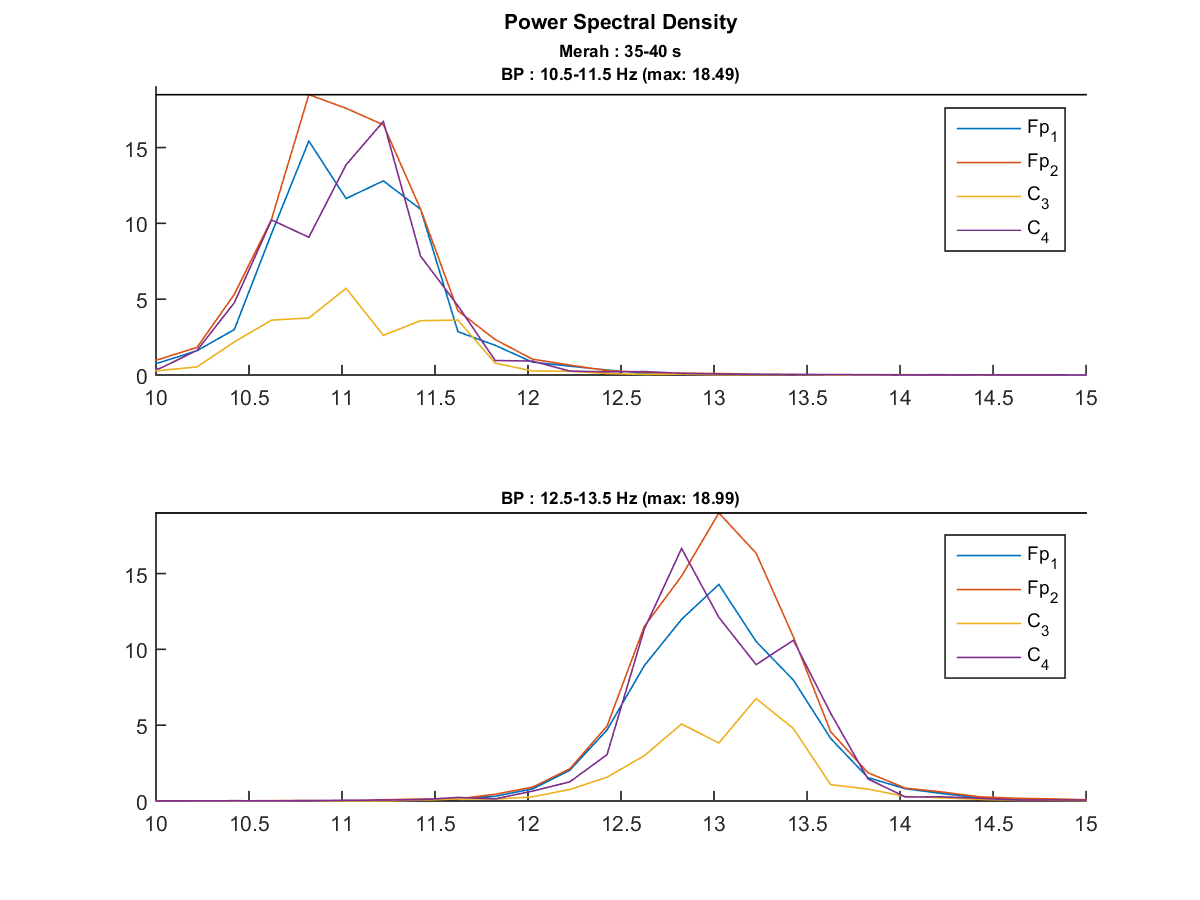 Power Spectral Density
Merah : 35-40 s
BP : 10.5-11.5 Hz (max: 18.49)
15
10
5
0
10 10.5 11 11.5 12 12.5 13 13.5 14 14.5 15
Fp1
Fp2
C3
C4
BP : 12.5-13.5 Hz (max: 18.99)
15
10
5
0
10 10.5 11 11.5 12 12.5 13 13.5 14 14.5 15
Fp1
Fp2
C3
C4